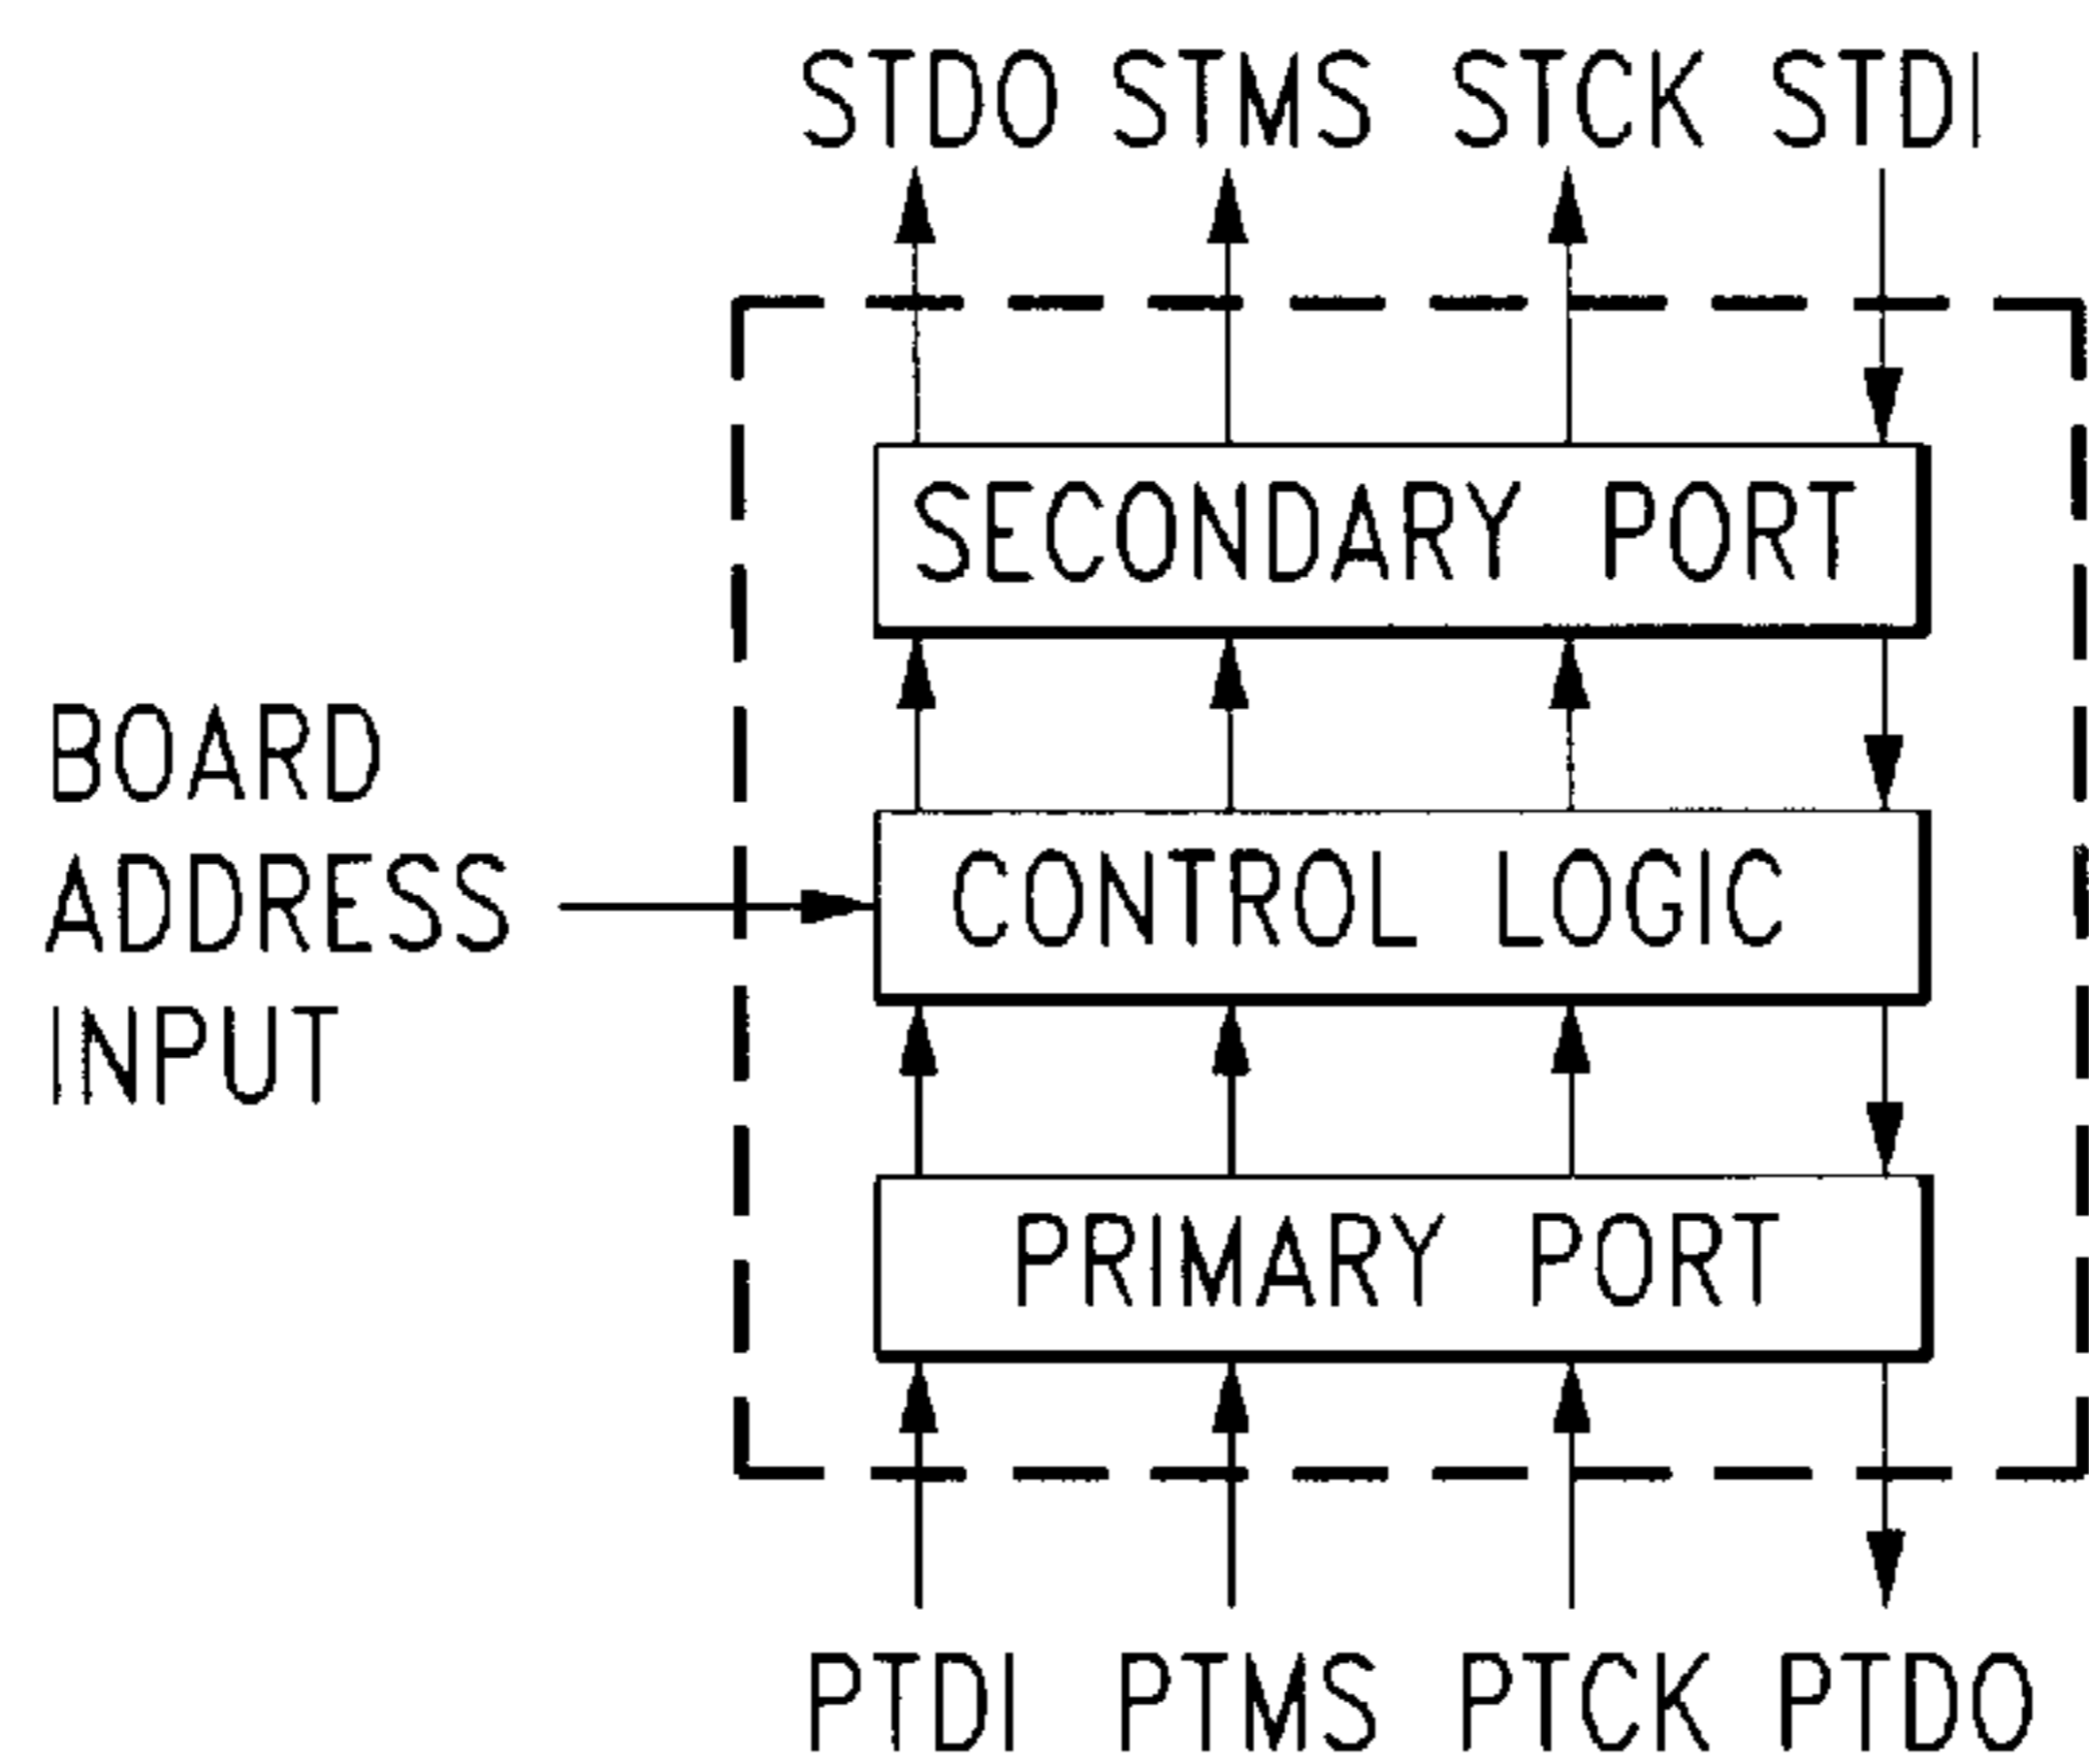 STDO STMS STCK STDI
SECONDARY PORT
BOARD
ADDRESS
INPUT
CONTROL LOGIC
PRIMARY PORT
PTDI PTMS PTCK PTDO